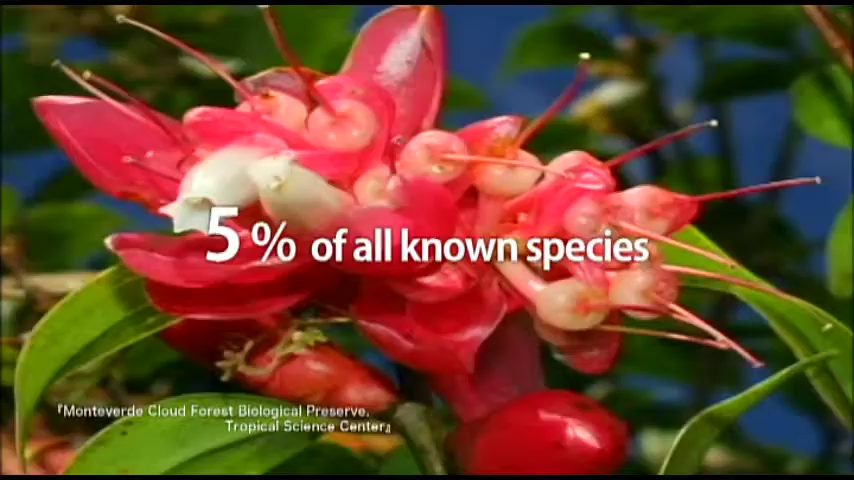 5% of all known species
『Monteverde Cloud Forest Biological Preserve.
Tropical Science Center』